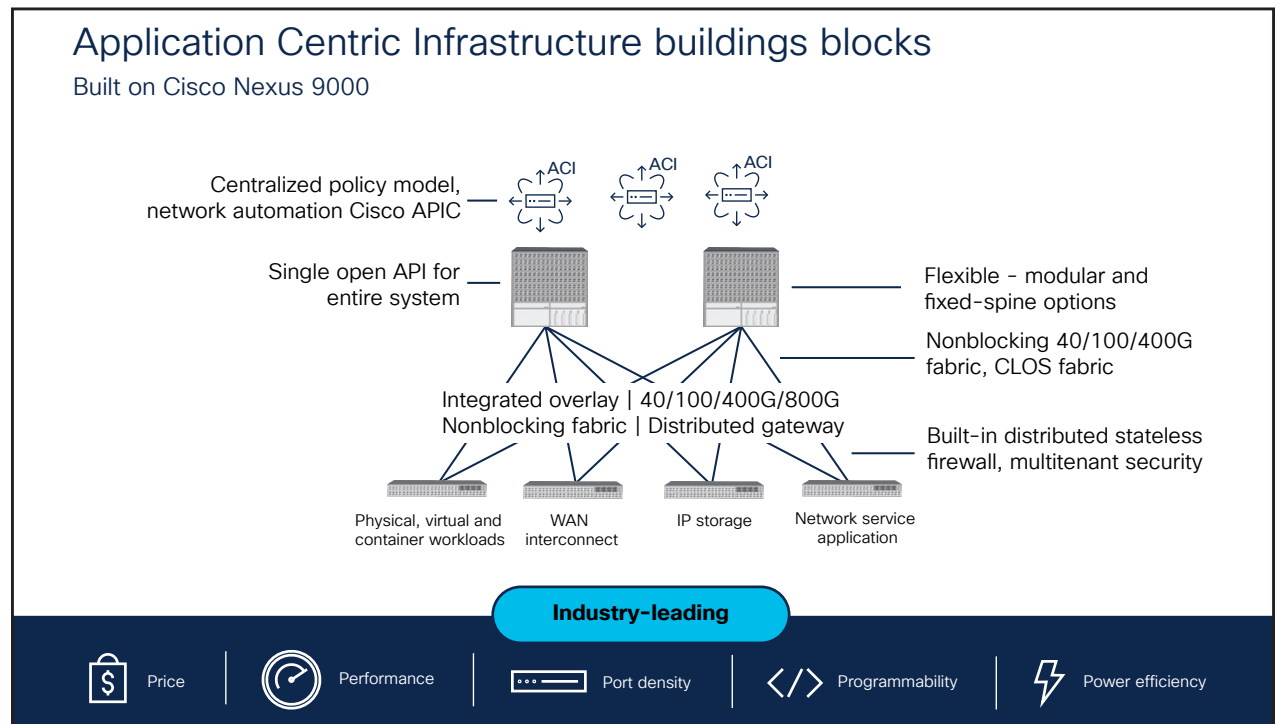 Application Centric Infrastructure buildings blocks
Built on Cisco Nexus 9000
ACI
ACI
ACI
Centralized policy model,
network automation Cisco APIC
Single open API for
entire system
Flexible - modular and
fixed-spine options
Nonblocking 40/100/400G
fabric, CLOS fabric
Integrated overlay | 40/100/400G/800G
Nonblocking fabric | Distributed gateway
Built-in distributed stateless
firewall, multitenant security
Physical, virtual and
container workloads
WAN
interconnect
IP storage
Network service
application
Industry-leading
$
Price
Performance
Port density
</>
Programmability
Power efficiency